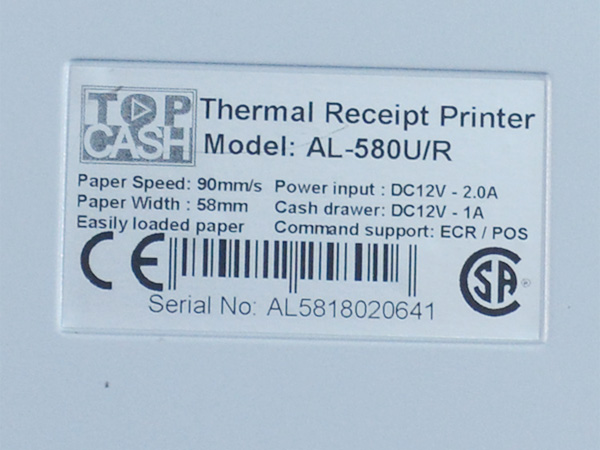 TOP CASH
Thermal Receipt Printer
Model: AL-580U/R
Paper Speed: 90mm/s Power input : DC12V - 2.0A
Paper Width : 58mm Cash drawer: DC12V - 1A
Easily loaded paper Command support: ECR / POS
CE
SA ®
Serial No: AL5818020641